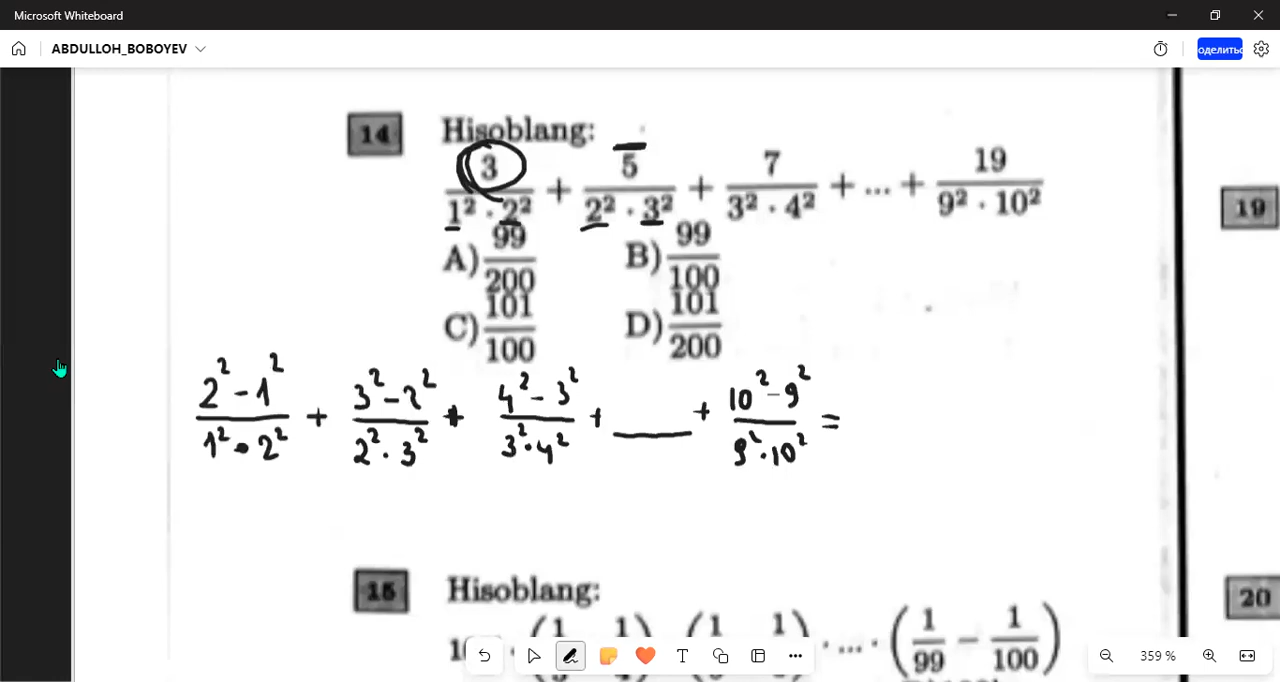 Microsoft Whiteboard
ABDULLOH_BOBOYEV
оделитьс
14 Hisoblang:
3/(1² · 2²) + 5/(2² · 3²) + 7/(3² · 4²) + ... + 19/(9² · 10²)
A) 99/200 B) 99/100
C) 101/100 D) 101/200
19
(2² - 1²)/(1² · 2²) + (3² - 2²)/(2² · 3²) + (4² - 3²)/(3² · 4²) + ___ + (10² - 9²)/(9² · 10²) =
15 Hisoblang:
20
· ... · (1/99 − 1/100)
359 %